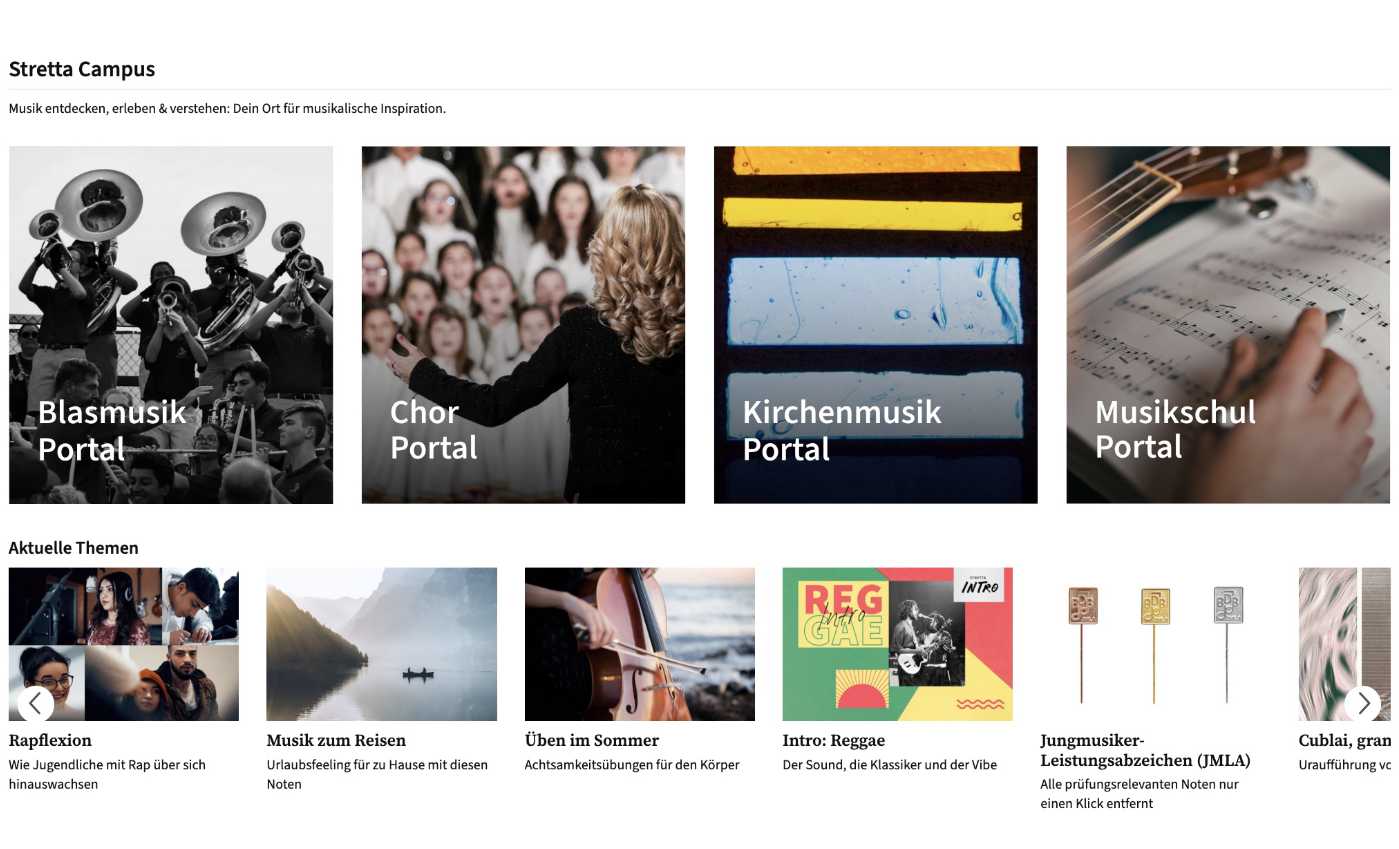 Stretta Campus
Musik entdecken, erleben & verstehen: Dein Ort für musikalische Inspiration.
Blasmusik
Portal
Chor
Portal
Kirchenmusik
Portal
Musikschul
Portal
Aktuelle Themen
Rapflexion
Wie Jugendliche mit Rap über sich
hinauswachsen
Musik zum Reisen
Urlaubsfeeling für zu Hause mit diesen
Noten
Üben im Sommer
Achtsamkeitsübungen für den Körper
REG
GAE
Intro
STRETTA
INTRO
Intro: Reggae
Der Sound, die Klassiker und der Vibe
Jungmusiker-
Leistungsabzeichen (JMLA)
Alle prüfungsrelevanten Noten nur
einen Klick entfernt
Cublai, gran
Uraufführung vo